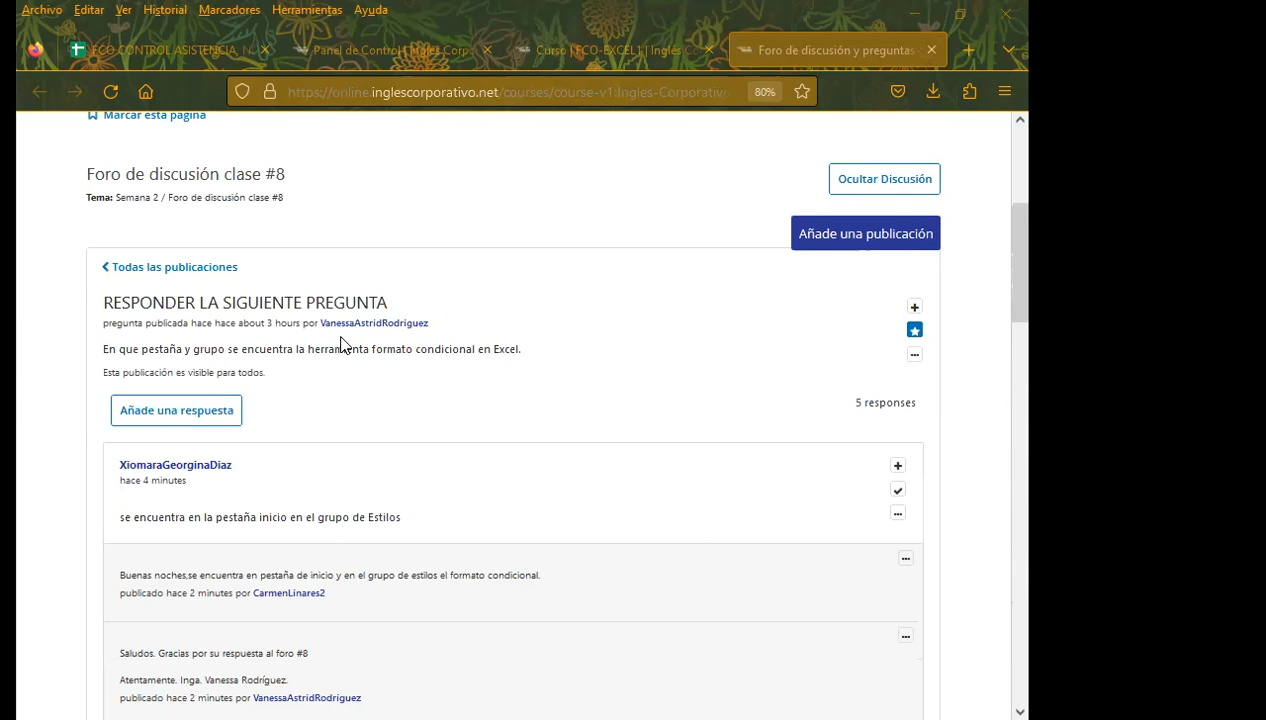 Archivo Editar Ver Historial Marcadores Herramientas Ayuda
ECO CONTROL ASISTENCIA, N
Panel de Control | Inglés Corp
Curso | ECO-EXCEL1 | Inglés Co
Foro de discusión y preguntas
https://online.inglescorporativo.net/courses/course-v1:Ingles-Corporativ
80%
Marcar esta página
Foro de discusión clase #8
Ocultar Discusión
Tema: Semana 2 / Foro de discusión clase #8
Añade una publicación
Todas las publicaciones
RESPONDER LA SIGUIENTE PREGUNTA
pregunta publicada hace hace about 3 hours por VanessaAstridRodriguez
En que pestaña y grupo se encuentra la herramienta formato condicional en Excel.
Esta publicación es visible para todos.
Añade una respuesta
5 responses
XiomaraGeorginaDiaz
hace 4 minutes
se encuentra en la pestaña inicio en el grupo de Estilos
Buenas noches,se encuentra en pestaña de inicio y en el grupo de estilos el formato condicional.
publicado hace 2 minutes por CarmenLinares2
Saludos. Gracias por su respuesta al foro #8
Atentamente. Inga. Vanessa Rodríguez.
publicado hace 2 minutes por VanessaAstridRodriguez